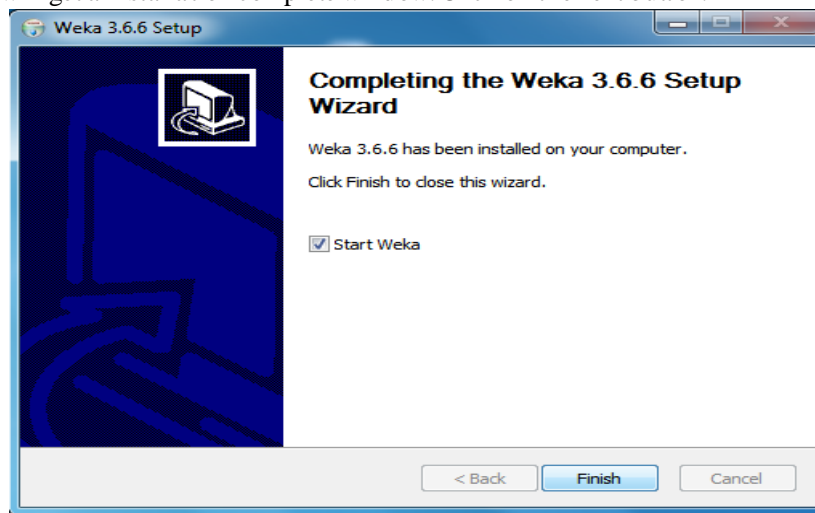 Weka 3.6.6 Setup
Completing the Weka 3.6.6 Setup
Wizard
Weka 3.6.6 has been installed on your computer.
Click Finish to close this wizard.
Start Weka
< Back Finish Cancel